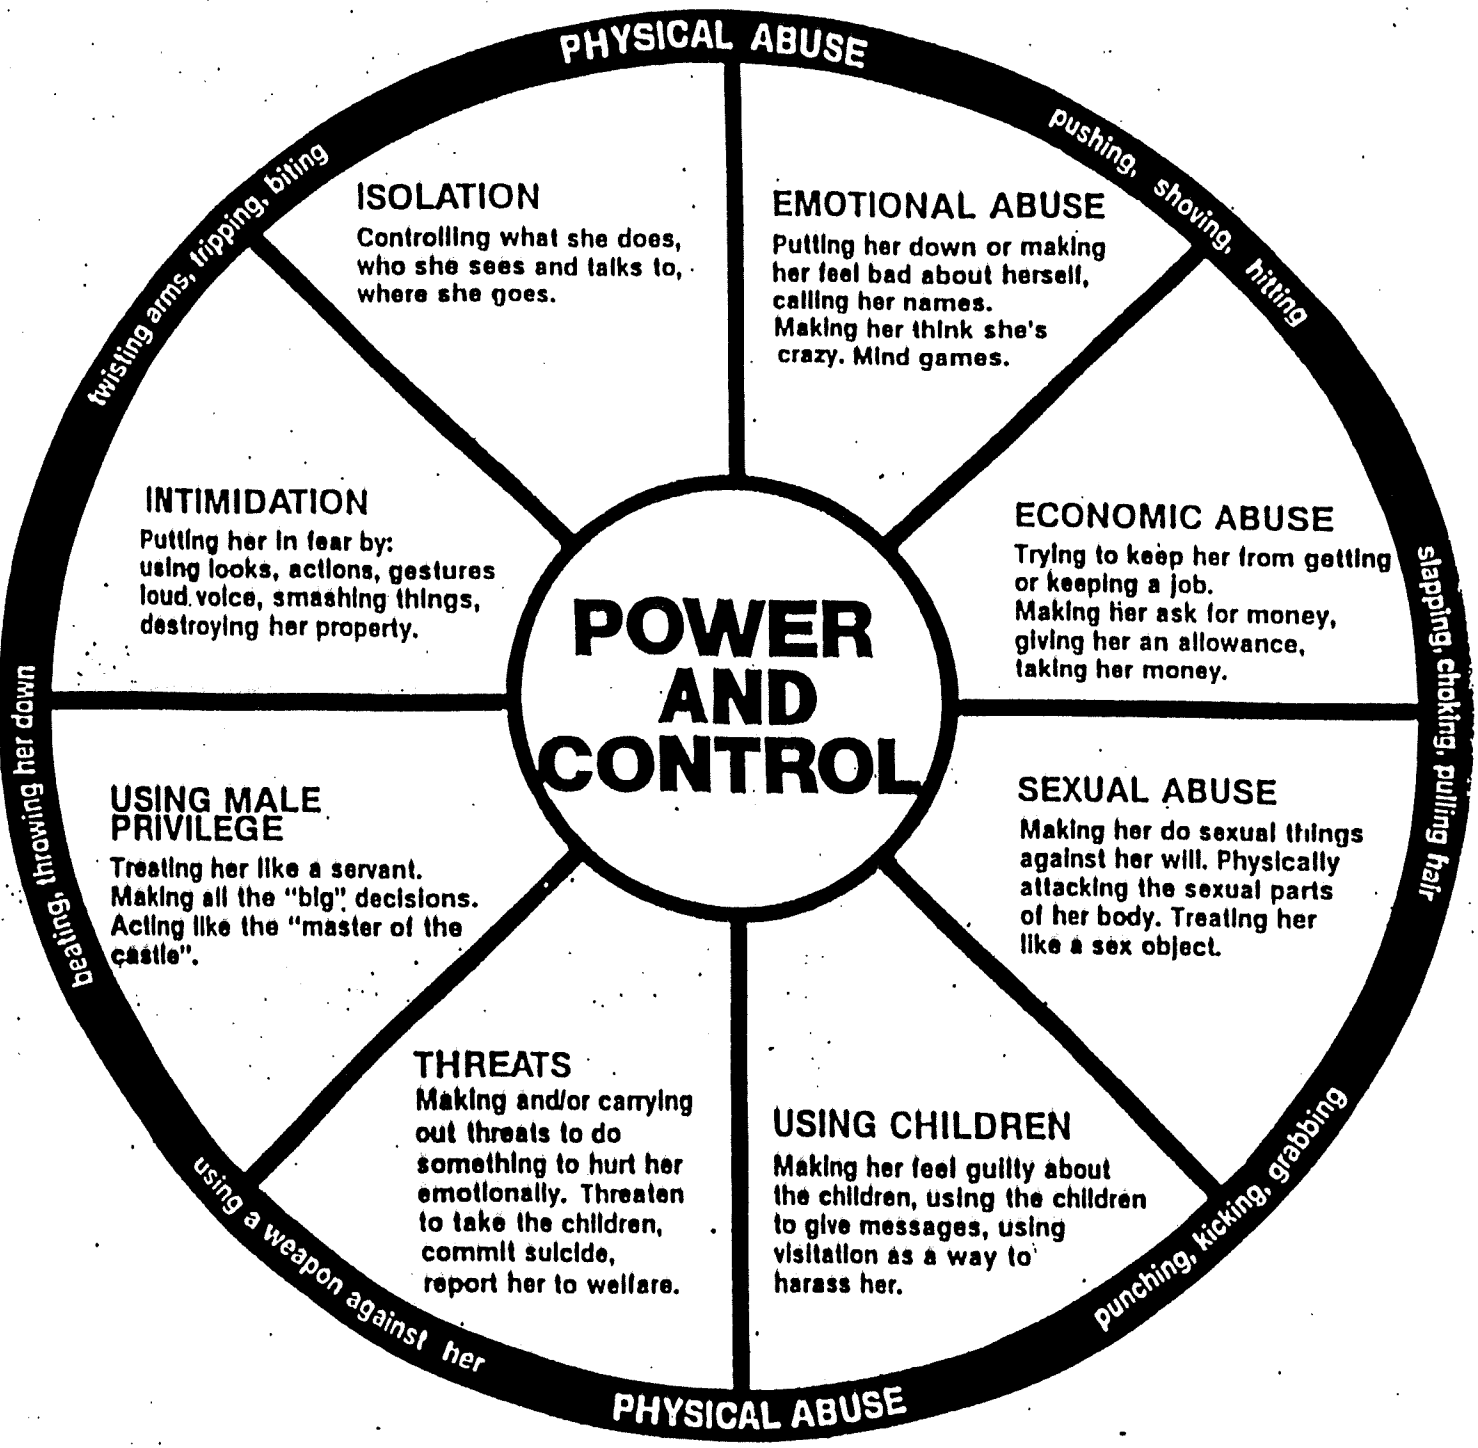 PHYSICAL ABUSE
pushing, shoving, hitting
slapping, choking, pulling hair
punching, kicking, grabbing
PHYSICAL ABUSE
using a weapon against her
beating, throwing her down
twisting arms, tripping, biting
ISOLATION
Controlling what she does,
who she sees and talks to,
where she goes.
EMOTIONAL ABUSE
Putting her down or making
her feel bad about herself,
calling her names.
Making her think she's
crazy. Mind games.
INTIMIDATION
Putting her in fear by:
using looks, actions, gestures
loud voice, smashing things,
destroying her property.
ECONOMIC ABUSE
Trying to keep her from getting
or keeping a job.
Making her ask for money,
giving her an allowance,
taking her money.
POWER
AND
CONTROL
USING MALE
PRIVILEGE
Treating her like a servant.
Making all the "big" decisions.
Acting like the "master of the
castle".
SEXUAL ABUSE
Making her do sexual things
against her will. Physically
attacking the sexual parts
of her body. Treating her
like a sex object.
THREATS
Making and/or carrying
out threats to do
something to hurt her
emotionally. Threaten
to take the children,
commit suicide,
report her to welfare.
USING CHILDREN
Making her feel guilty about
the children, using the children
to give messages, using
visitation as a way to
harass her.